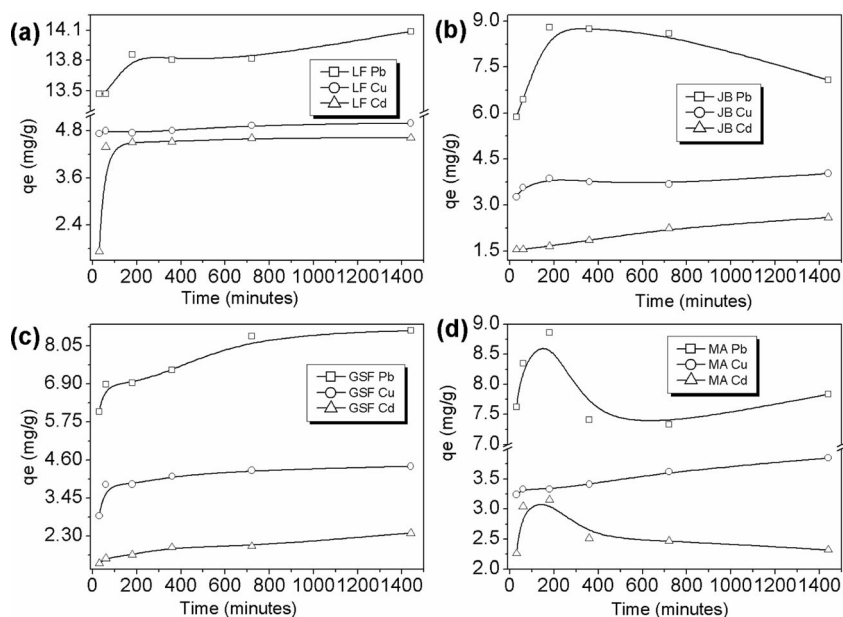 (a)
14.1
13.8
13.5
4.8
3.6
2.4
qe (mg/g)
LF Pb
LF Cu
LF Cd
0 200 400 600 800 1000 1200 1400
Time (minutes)
(b)
9.0
7.5
6.0
4.5
3.0
1.5
qe (mg/g)
JB Pb
JB Cu
JB Cd
0 200 400 600 800 1000 1200 1400
Time (minutes)
(c)
8.05
6.90
5.75
4.60
3.45
2.30
qe (mg/g)
GSF Pb
GSF Cu
GSF Cd
0 200 400 600 800 1000 1200 1400
Time (minutes)
(d)
9.0
8.5
8.0
7.5
7.0
3.5
3.0
2.5
2.0
qe (mg/g)
MA Pb
MA Cu
MA Cd
0 200 400 600 800 1000 1200 1400
Time (minutes)